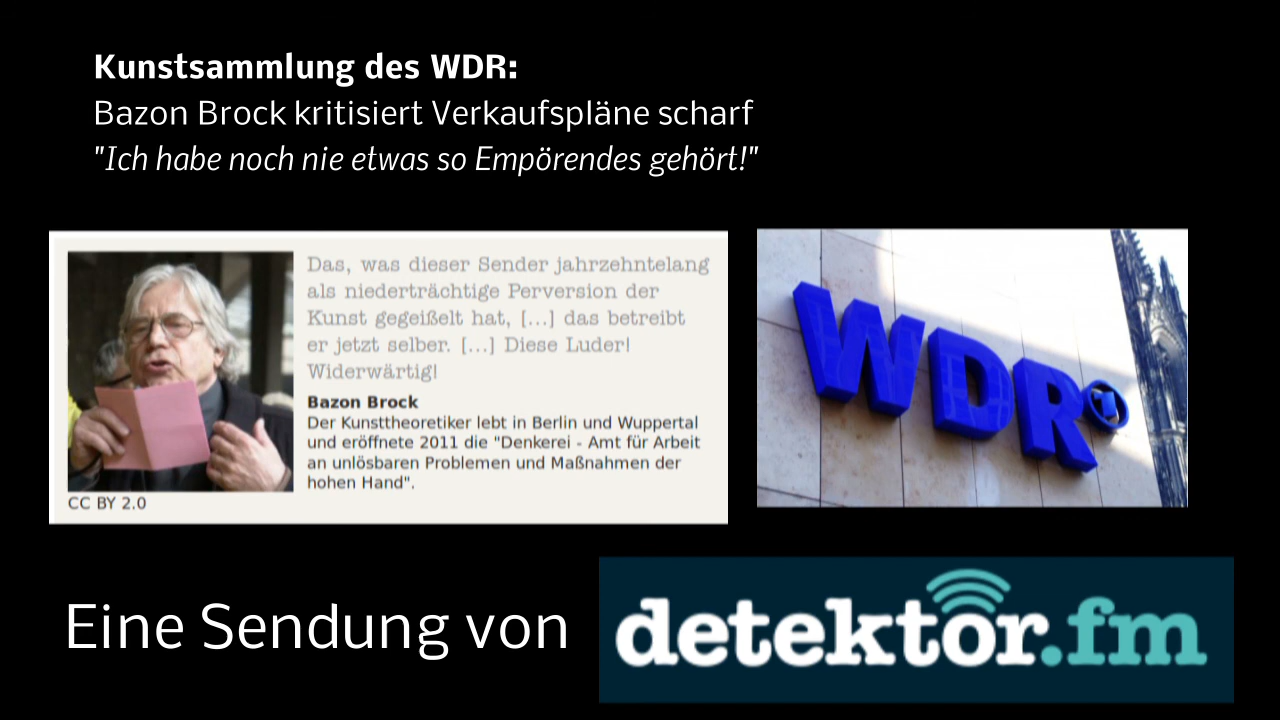 Kunstsammlung des WDR:
Bazon Brock kritisiert Verkaufspläne scharf
"Ich habe noch nie etwas so Empörendes gehört!"
Das, was dieser Sender jahrzehntelang
als niederträchtige Perversion der
Kunst gegeißelt hat, [...] das betreibt
er jetzt selber. [...] Diese Luder!
Widerwärtig!
Bazon Brock
Der Kunsttheoretiker lebt in Berlin und Wuppertal
und eröffnete 2011 die "Denkerei - Amt für Arbeit
an unlösbaren Problemen und Maßnahmen der
hohen Hand".
CC BY 2.0
WDR 1
Eine Sendung von
detektor.fm